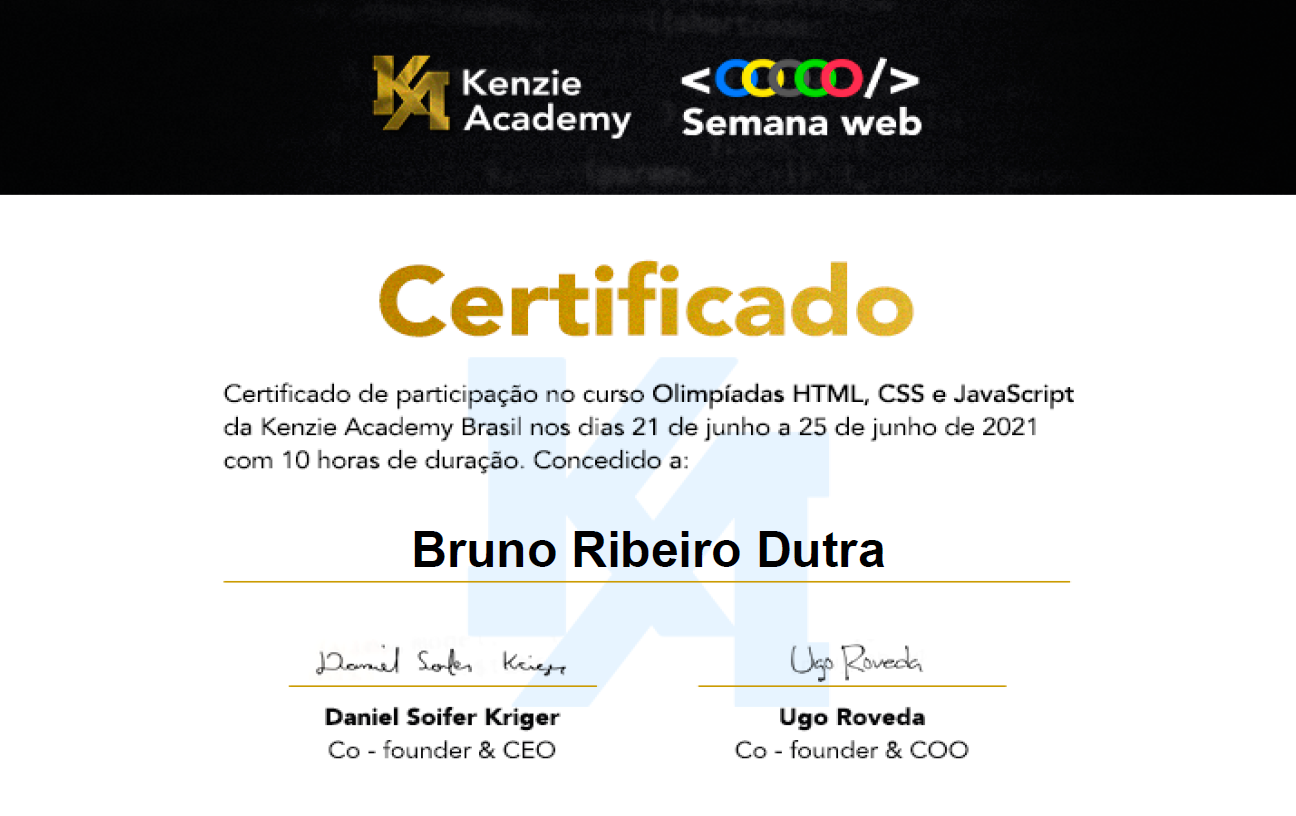 KA Kenzie
Academy
<OOOOO/>
Semana web
Certificado
Certificado de participação no curso Olimpíadas HTML, CSS e JavaScript
da Kenzie Academy Brasil nos dias 21 de junho a 25 de junho de 2021
com 10 horas de duração. Concedido a:
Bruno Ribeiro Dutra
Daniel Soifer Kriger
Ugo Roveda
Daniel Soifer Kriger
Ugo Roveda
Co - founder & CEO
Co - founder & COO